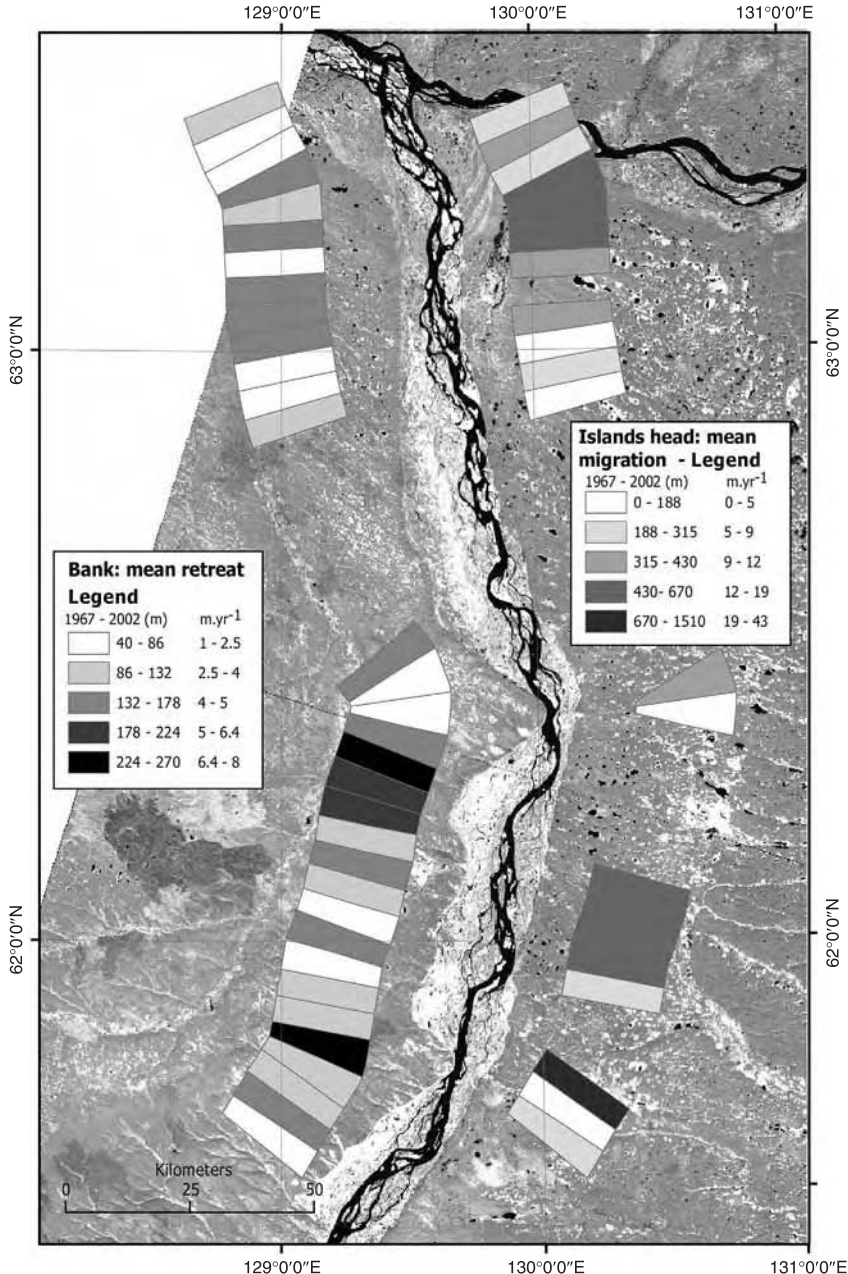 129°0′0″E 130°0′0″E 131°0′0″E
63°0′0″N
63°0′0″N
Islands head: mean
migration - Legend
1967 - 2002 (m) m.yr-1
0 - 188 0 - 5
188 - 315 5 - 9
315 - 430 9 - 12
430- 670 12 - 19
670 - 1510 19 - 43
Bank: mean retreat
Legend
1967 - 2002 (m) m.yr-1
40 - 86 1 - 2.5
86 - 132 2.5 - 4
132 - 178 4 - 5
178 - 224 5 - 6.4
224 - 270 6.4 - 8
62°0′0″N
62°0′0″N
Kilometers
0 25 50
129°0′0″E 130°0′0″E 131°0′0″E